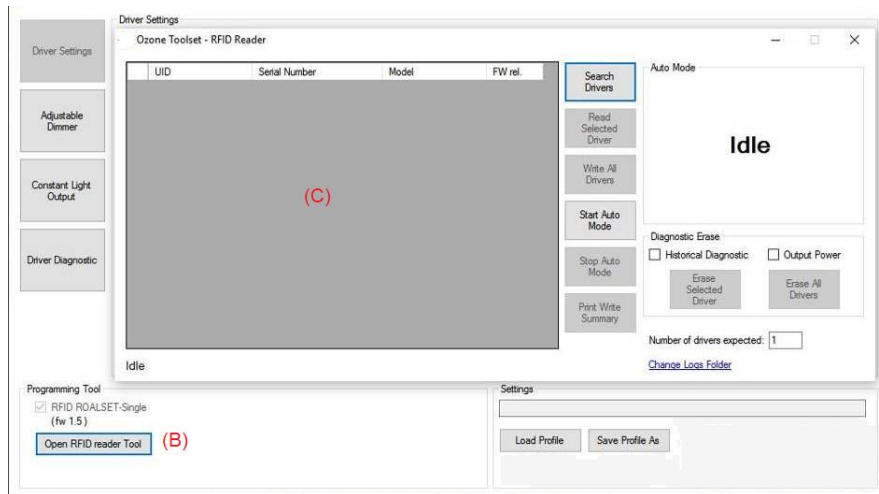 Driver Settings
Ozone Toolset - RFID Reader
Driver Settings
Adjustable
Dimmer
Constant Light
Output
Driver Diagnostic
UID Serial Number Model FW rel.
(C)
Idle
Search
Drivers
Read
Selected
Driver
Write All
Drivers
Start Auto
Mode
Stop Auto
Mode
Print Write
Summary
Auto Mode
Idle
Diagnostic Erase
Historical Diagnostic Output Power
Erase
Selected
Driver
Erase All
Drivers
Number of drivers expected: 1
Change Logs Folder
Programming Tool
RFID ROALSET-Single
(fw 1.5)
Open RFID reader Tool (B)
Settings
Load Profile Save Profile As